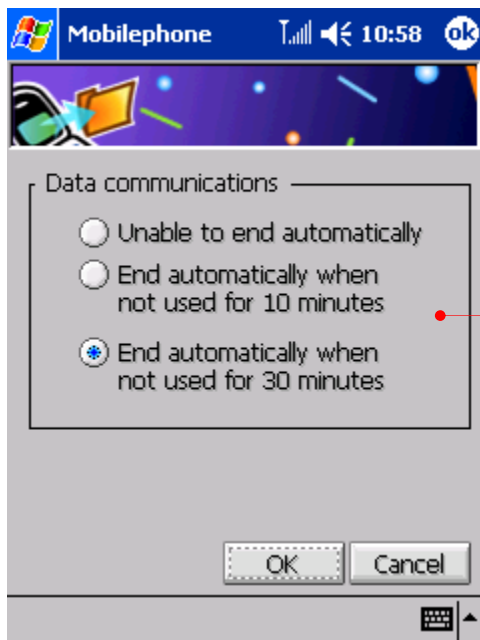 Mobilephone 10:58 ok
Data communications
Unable to end automatically
End automatically when
not used for 10 minutes
End automatically when
not used for 30 minutes
OK Cancel